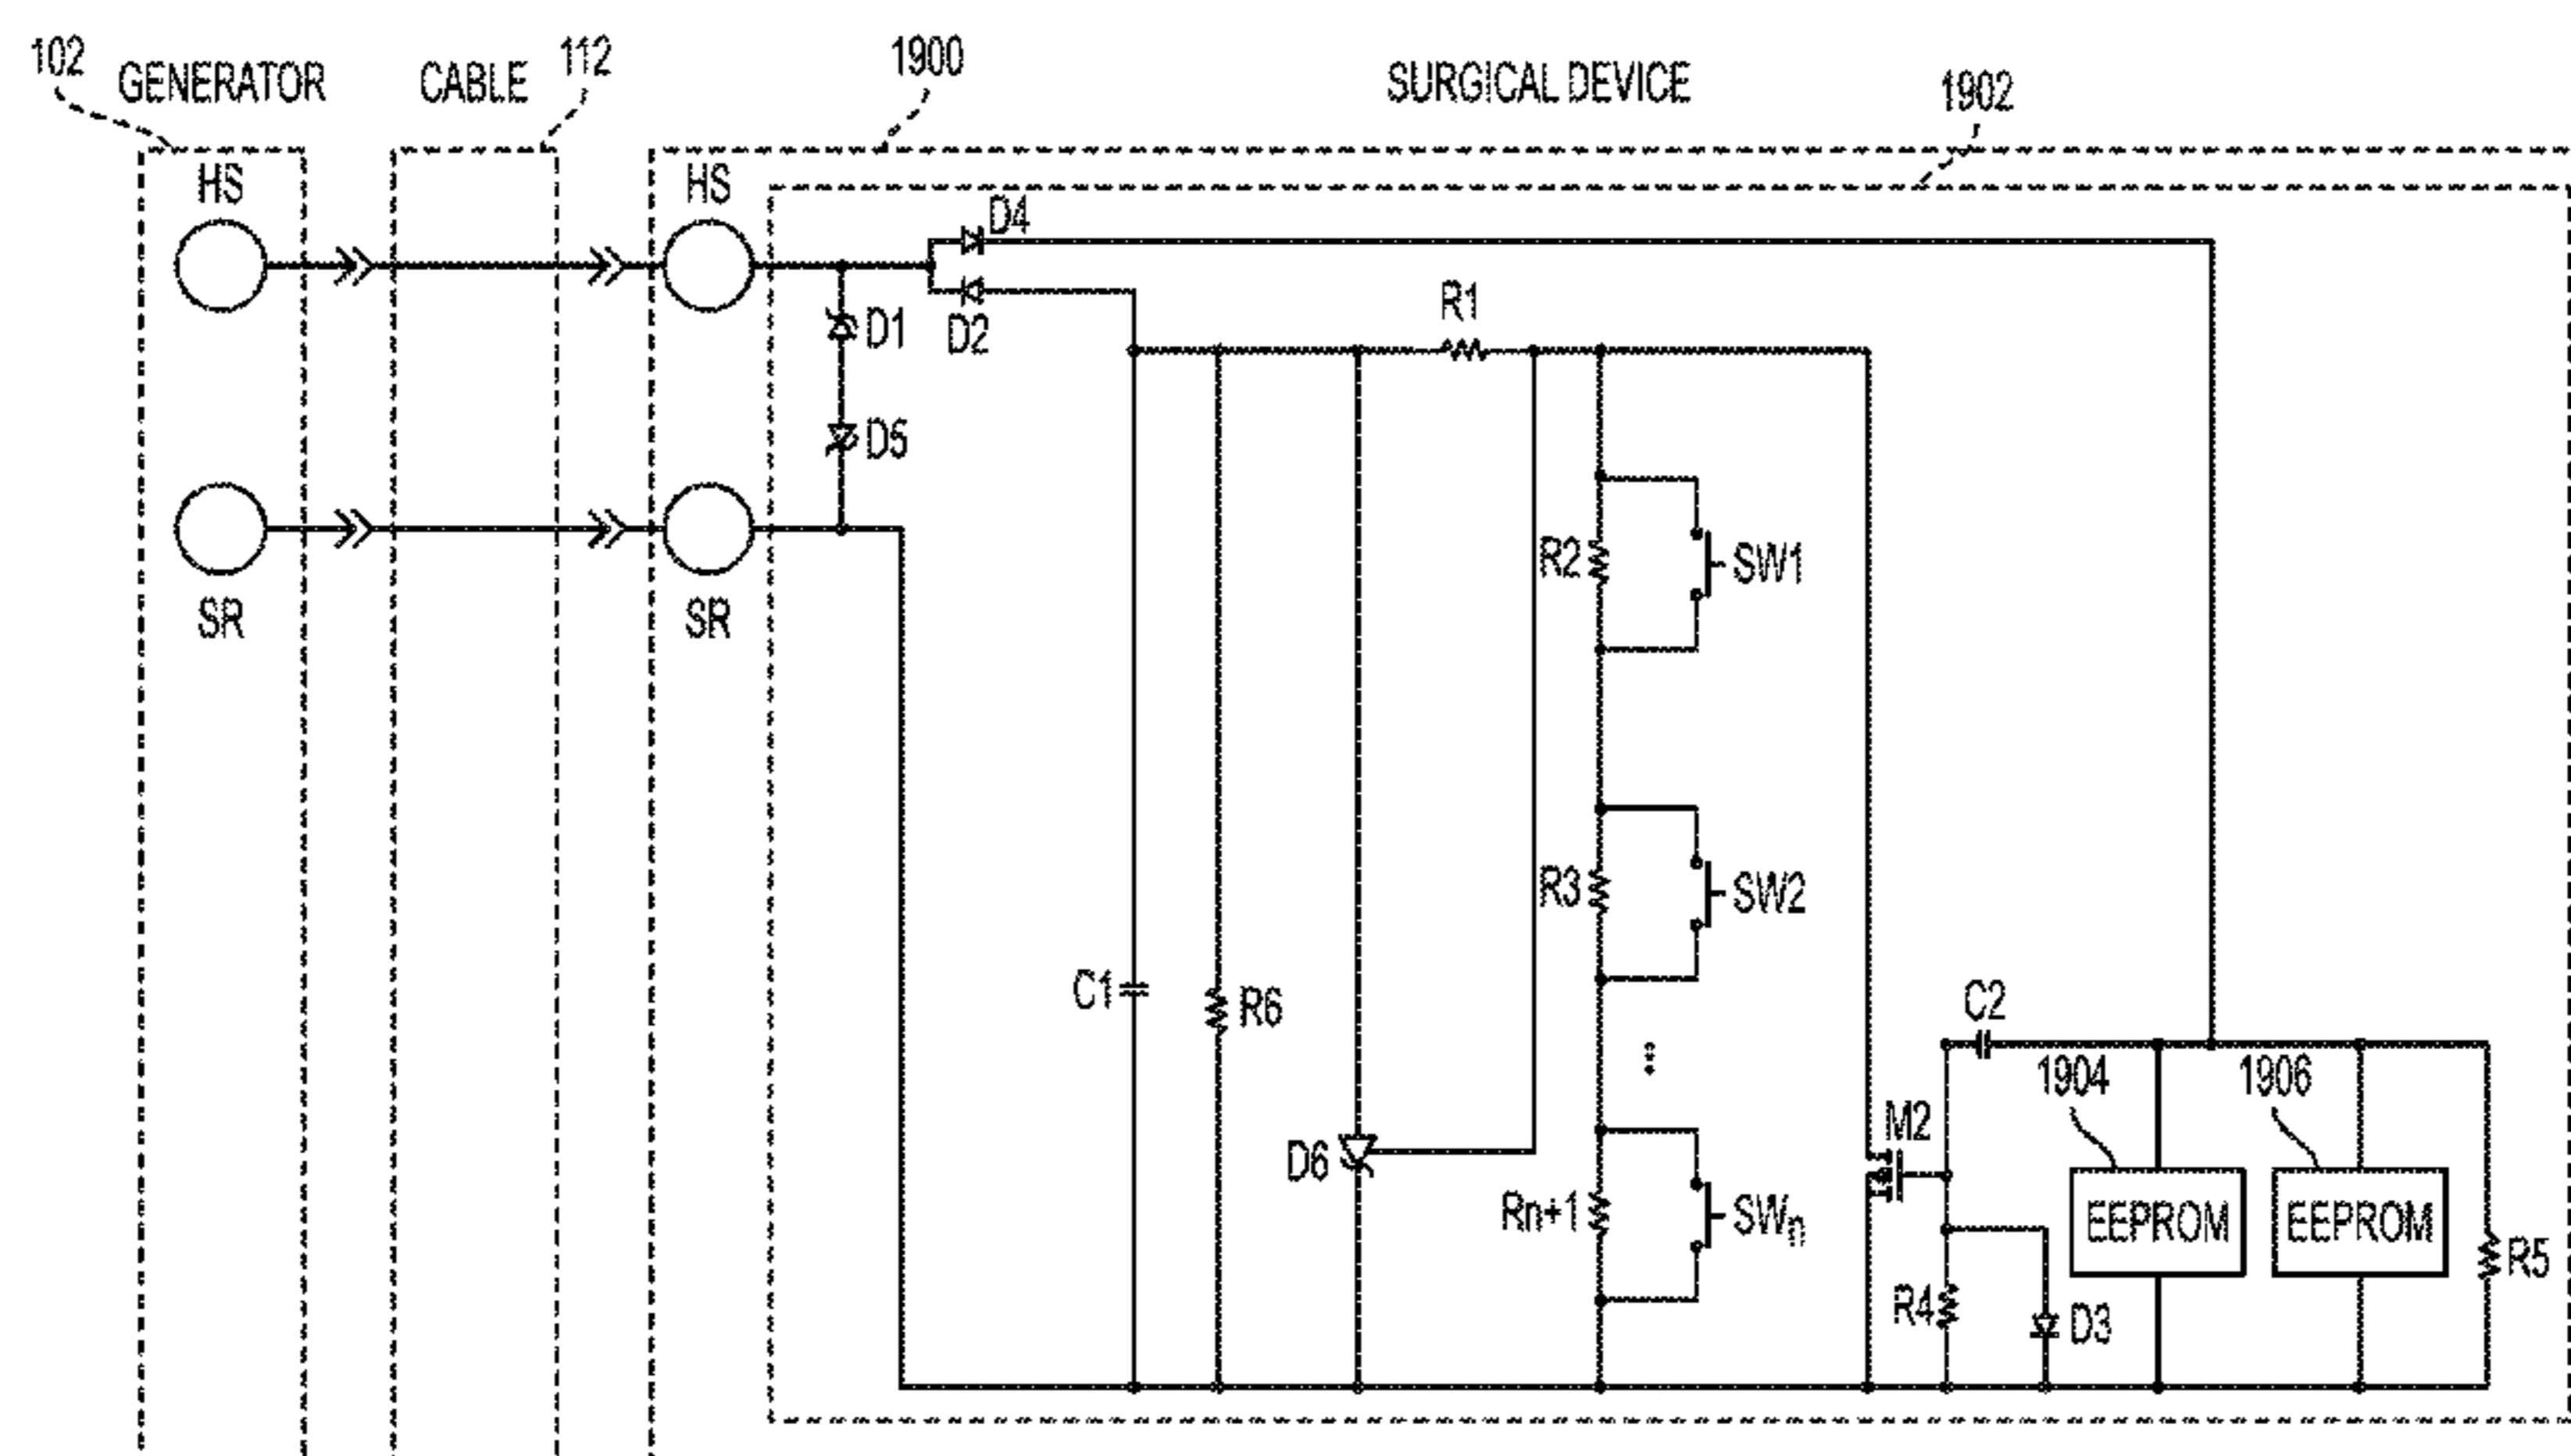 102
GENERATOR
CABLE
112
1900
SURGICAL DEVICE
1902
HS
HS
D4
D2
D1
D5
R1
SR
SR
R2
SW1
R3
SW2
C1
R6
C2
1904
1906
M2
D6
Rn+1
SWn
EEPROM
EEPROM
R5
R4
D3